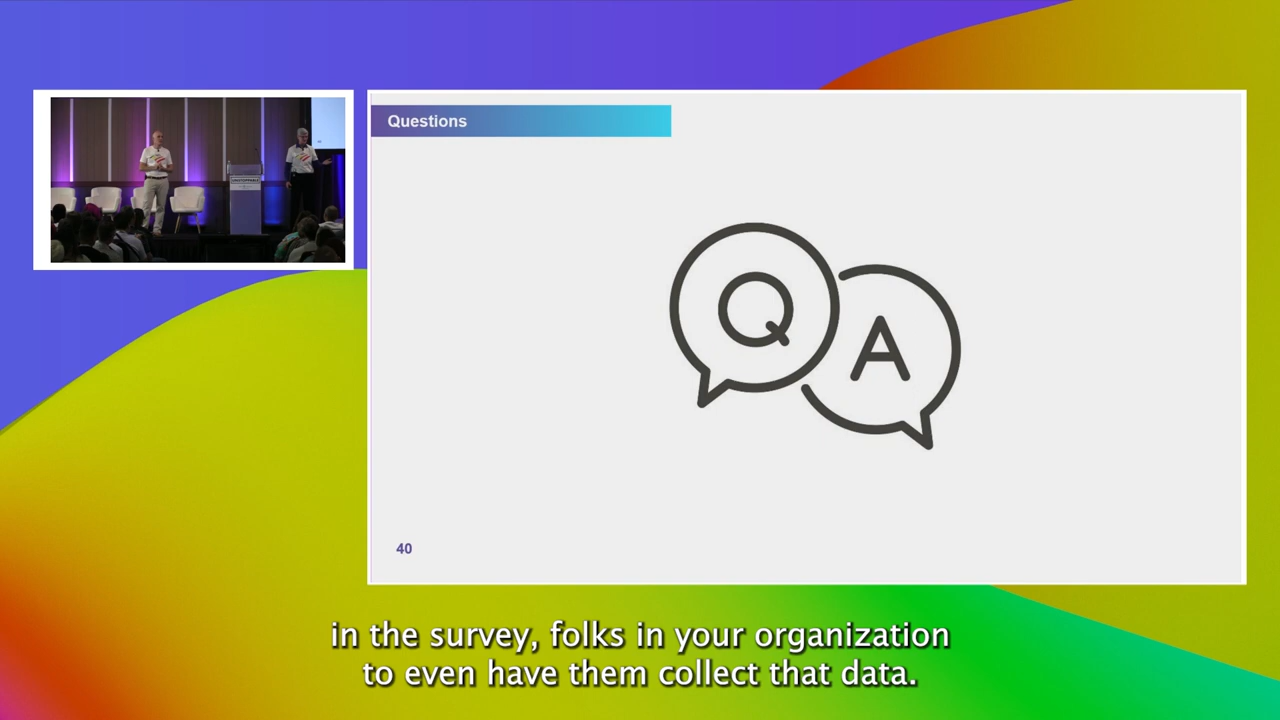 Questions
Q
A
40
in the survey, folks in your organization
to even have them collect that data.